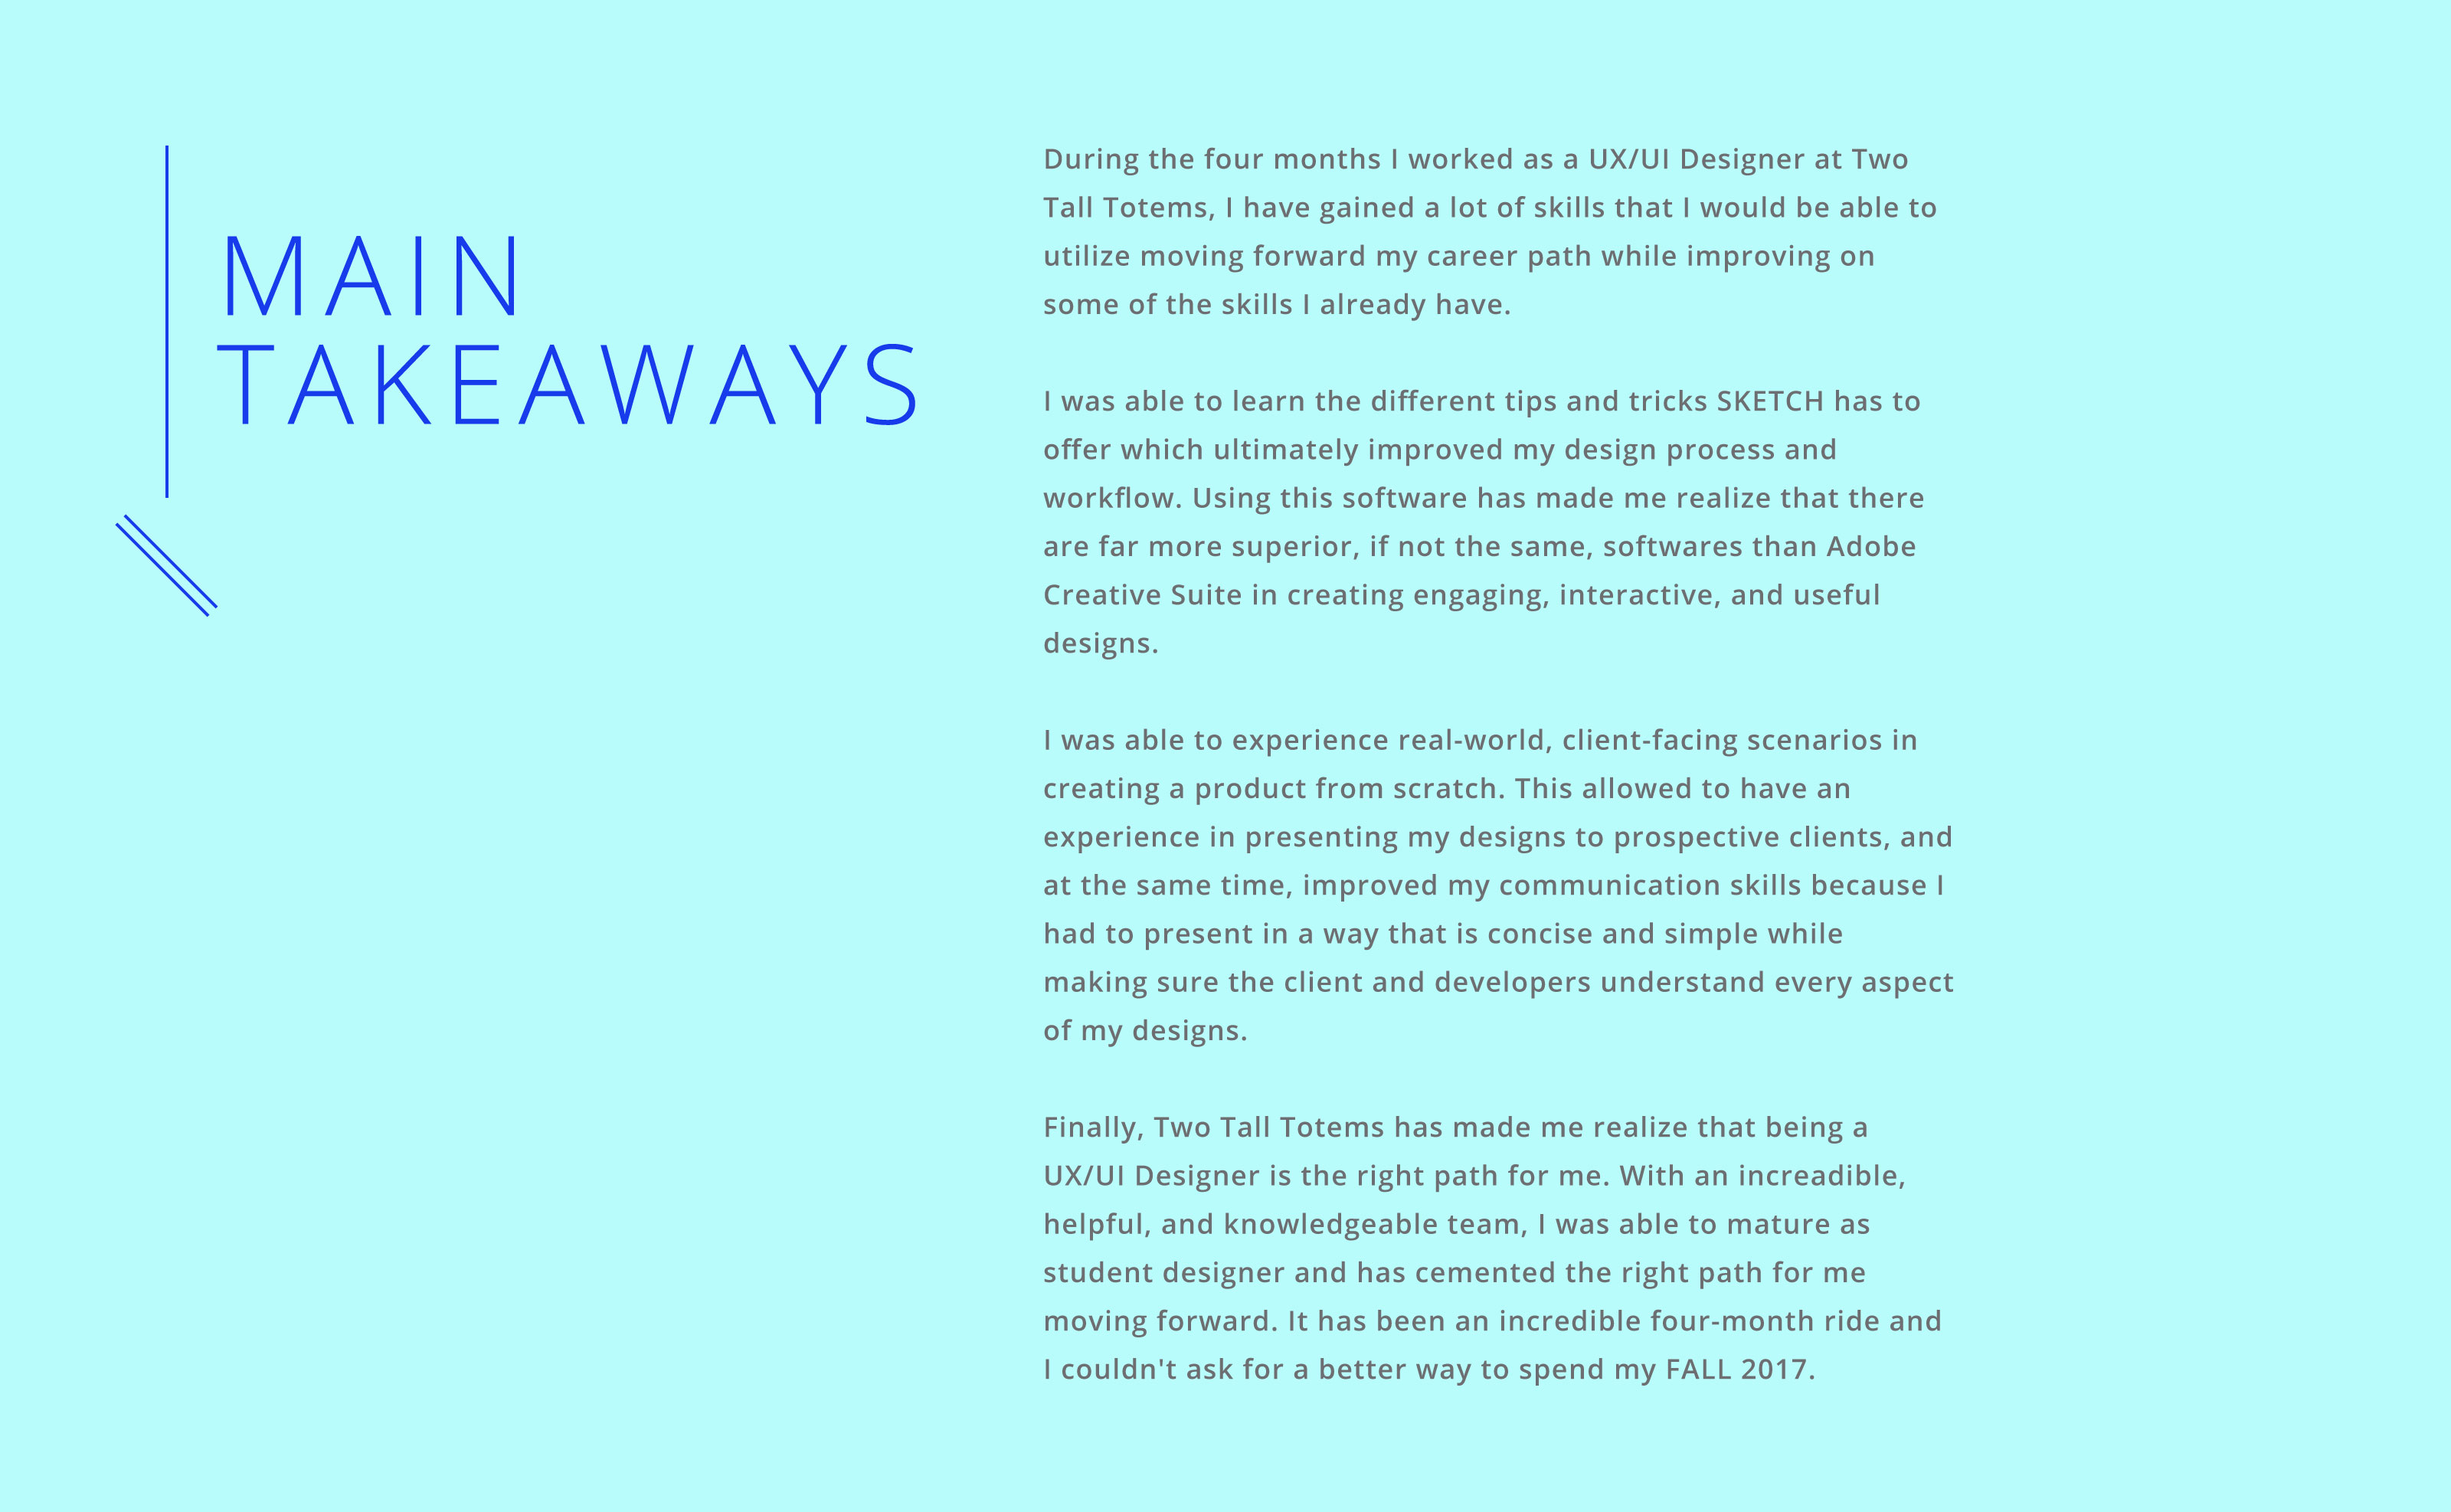 MAIN
TAKEAWAYS
During the four months I worked as a UX/UI Designer at Two
Tall Totems, I have gained a lot of skills that I would be able to
utilize moving forward my career path while improving on
some of the skills I already have.
I was able to learn the different tips and tricks SKETCH has to
offer which ultimately improved my design process and
workflow. Using this software has made me realize that there
are far more superior, if not the same, softwares than Adobe
Creative Suite in creating engaging, interactive, and useful
designs.
I was able to experience real-world, client-facing scenarios in
creating a product from scratch. This allowed to have an
experience in presenting my designs to prospective clients, and
at the same time, improved my communication skills because I
had to present in a way that is concise and simple while
making sure the client and developers understand every aspect
of my designs.
Finally, Two Tall Totems has made me realize that being a
UX/UI Designer is the right path for me. With an increadible,
helpful, and knowledgeable team, I was able to mature as
student designer and has cemented the right path for me
moving forward. It has been an incredible four-month ride and
I couldn't ask for a better way to spend my FALL 2017.